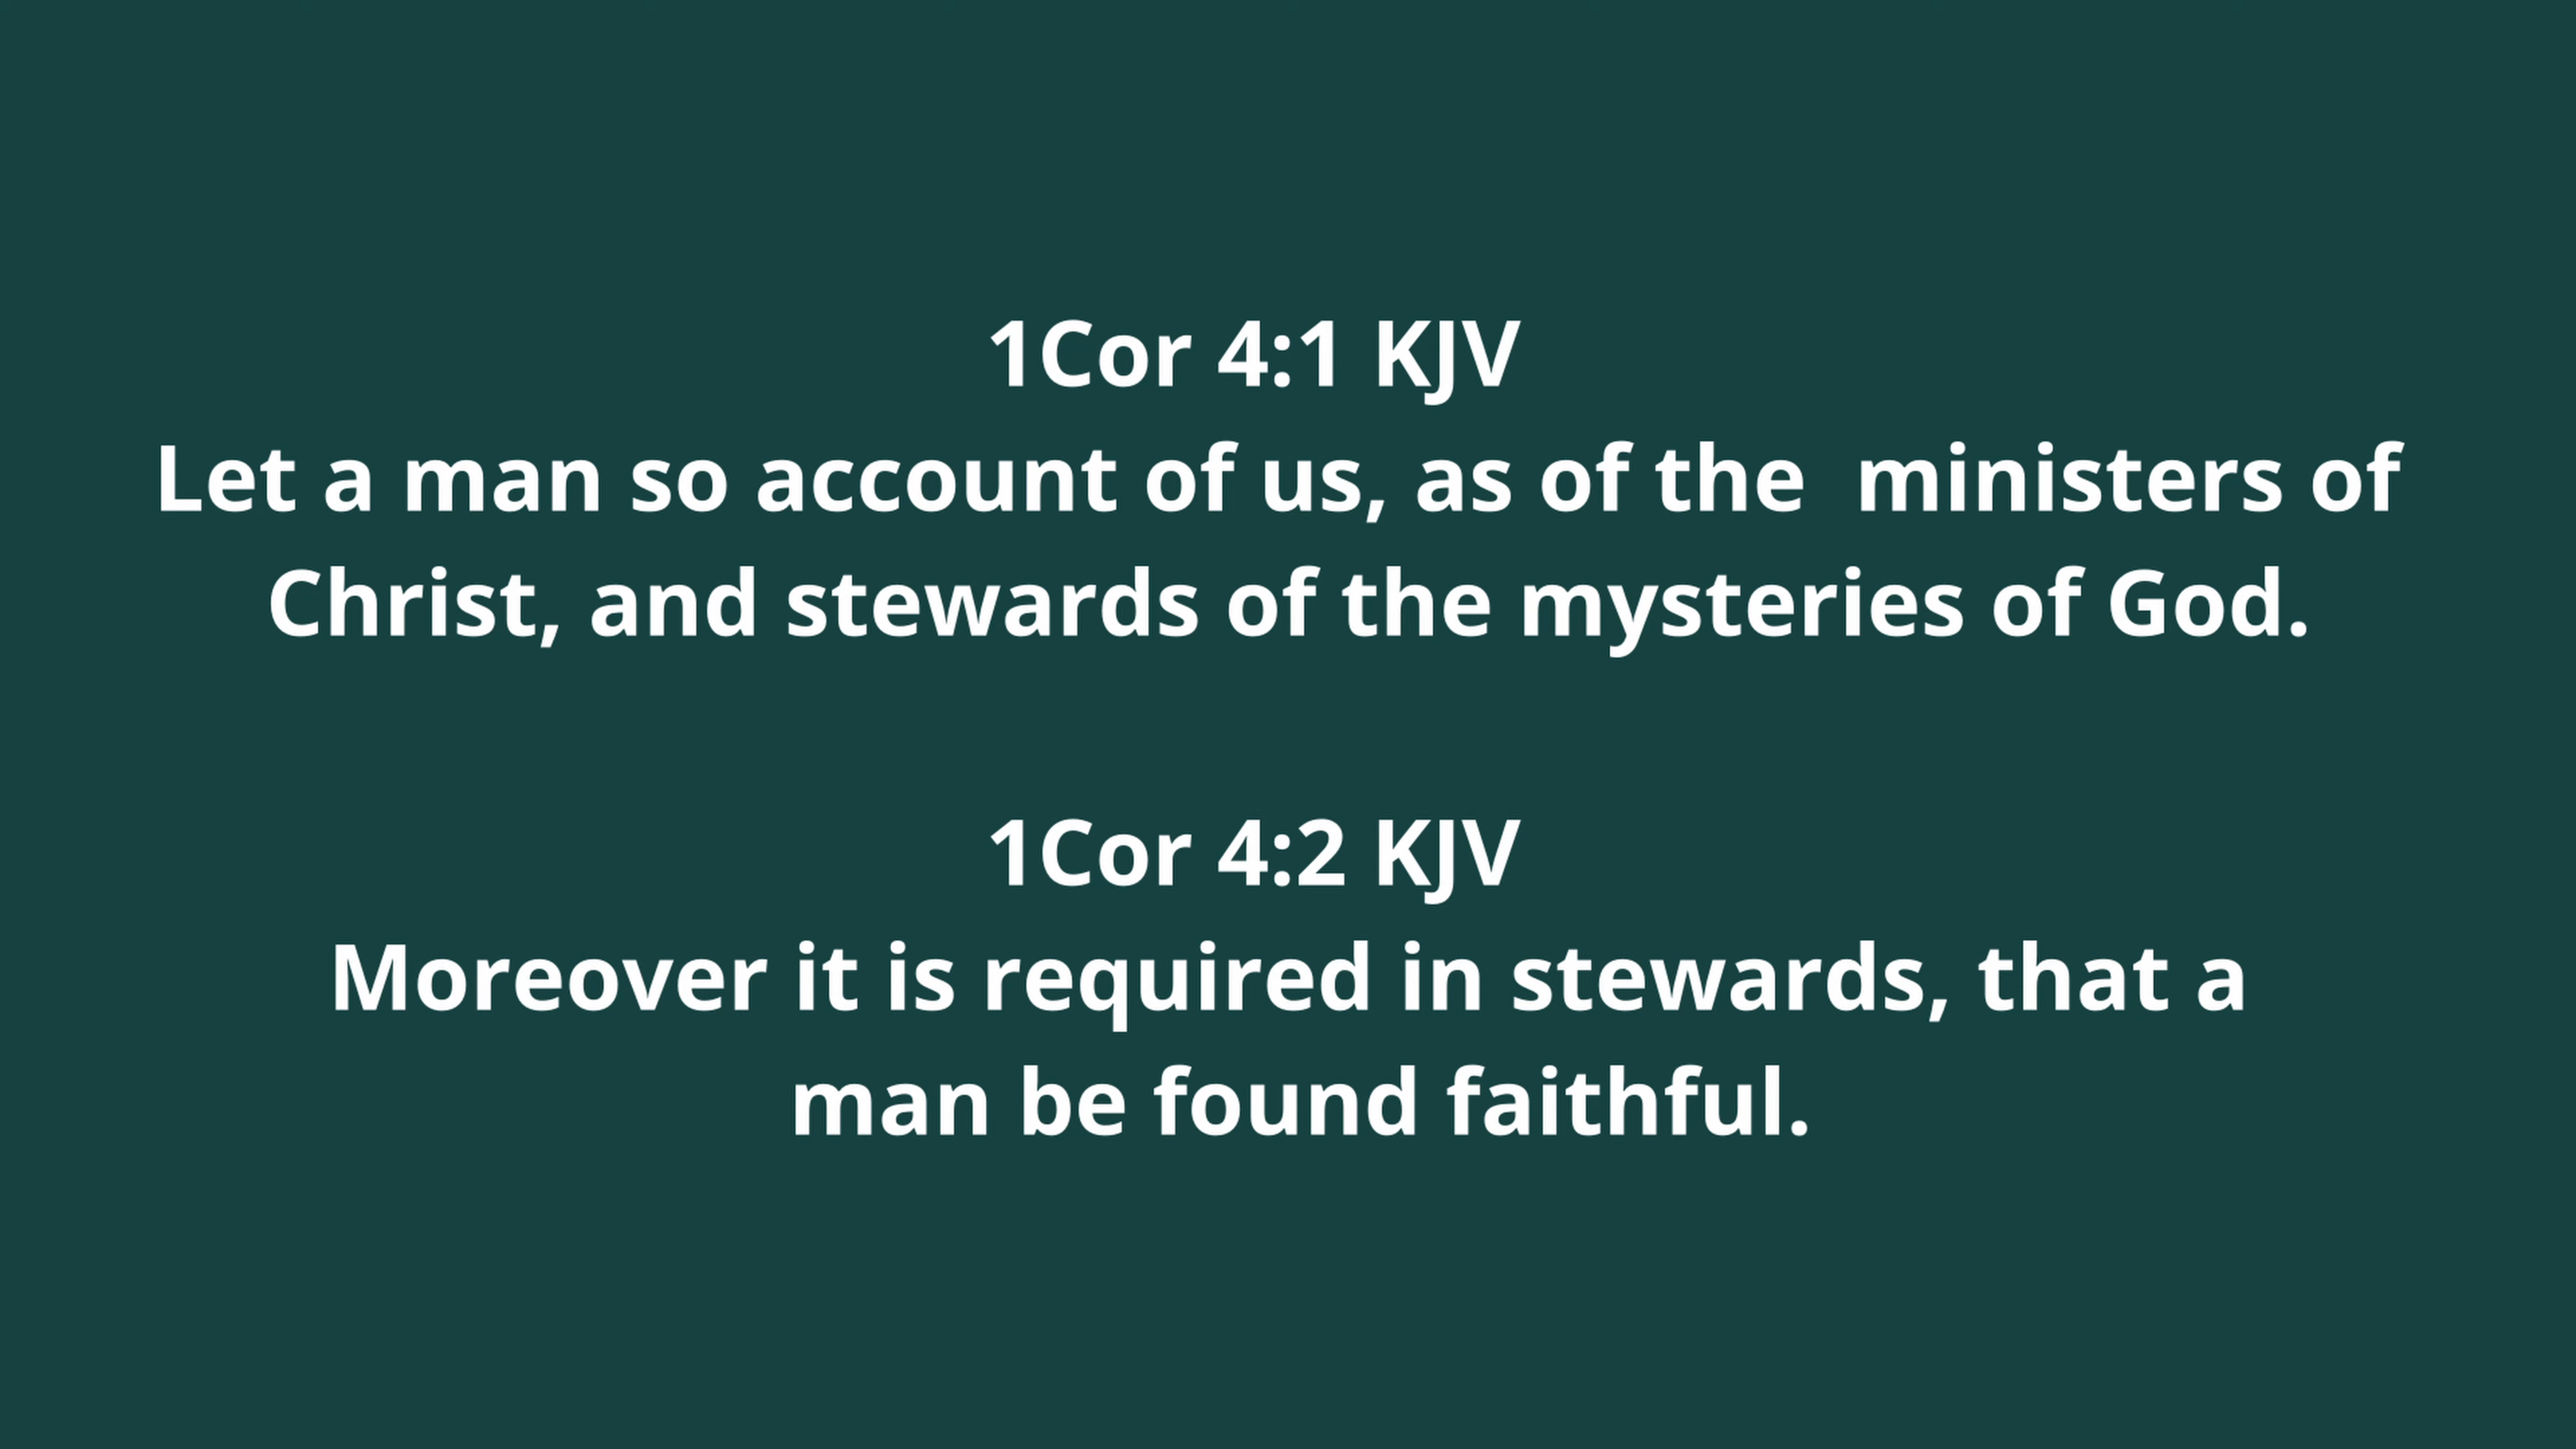 1Cor 4:1 KJV
Let a man so account of us, as of the  ministers of
Christ, and stewards of the mysteries of God.
1Cor 4:2 KJV
Moreover it is required in stewards, that a
man be found faithful.